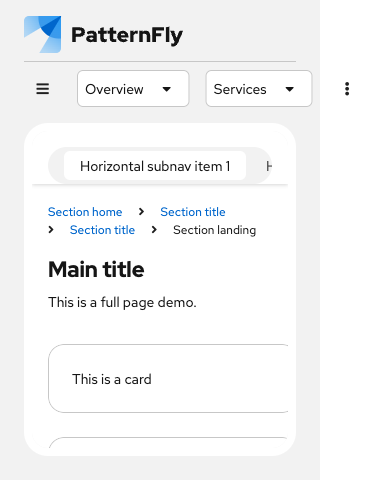 PatternFly
Overview Services
Horizontal subnav item 1
Section home Section title
Section title Section landing
Main title
This is a full page demo.
This is a card